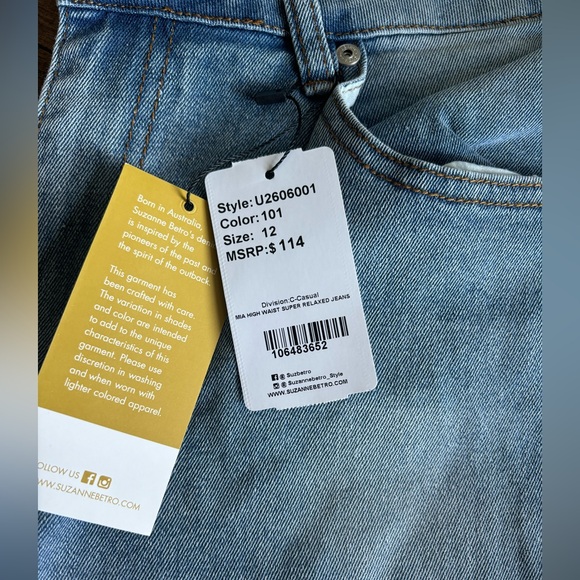 Born in Australia,
Suzanne Betro's
is inspired by the
pioneers of the past and
the spirit of the outback.
This garment has
been crafted with care.
The variation in shades
and color are intended
to add to the unique
characteristics of this
garment. Please use
discretion in washing
and when worn with
lighter colored apparel.
OLLOW US
WW.SUZANNEBETRO.COM
Style:U2606001
Color:101
Size: 12
MSRP:$ 114
Division:C-Casual
MIA HIGH WAIST SUPER RELAXED JEANS
106483652
@ Suzbetro
@ Suzannebetro_Style
WWW.SUZANNEBETRO.COM